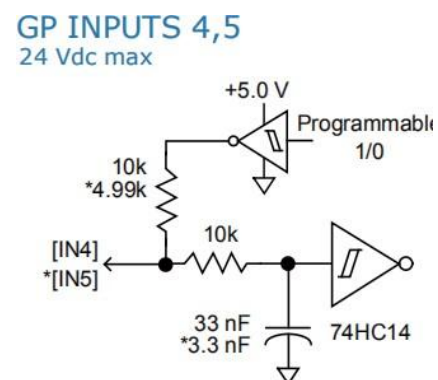 GP INPUTS 4,5
24 Vdc max
+5.0 V
Programmable
1/0
10k
*4.99k
10k
[IN4]
*[IN5]
33 nF
*3.3 nF
74HC14